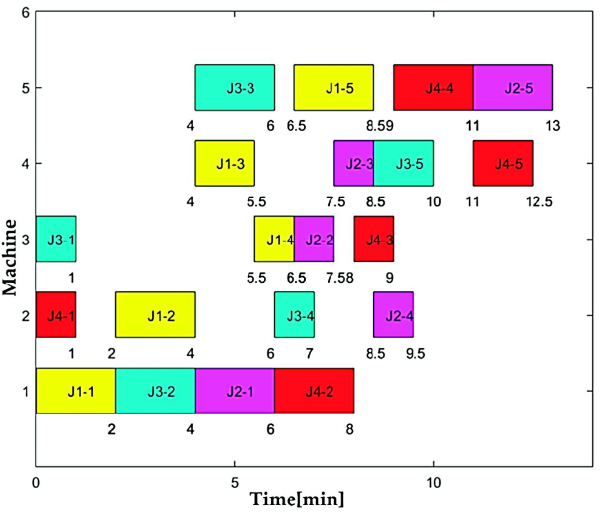 6
5
J3-3
J1-5
J4-4
J2-5
4
6
6.5
8.59
11
13
4
J1-3
J2-3
J3-5
J4-5
4
5.5
7.5
8.5
10
11
12.5
3
J3-1
J1-4
J2-2
J4-3
1
5.5
6.5
7.58
9
Machine
2
J4-1
J1-2
J3-4
J2-4
1
2
4
6
7
8.5
9.5
1
J1-1
J3-2
J2-1
J4-2
2
4
6
8
0
5
10
Time[min]